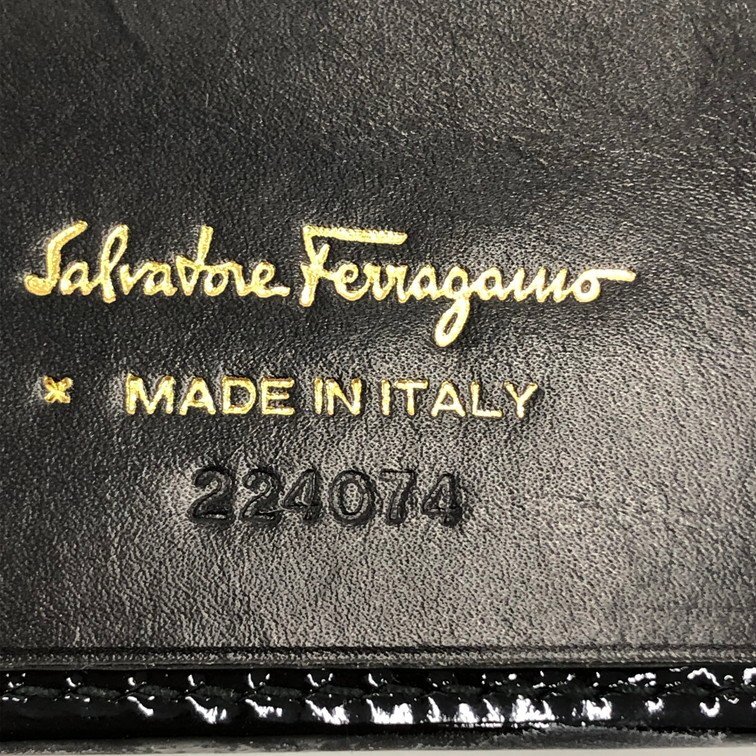 Salvatore Ferragamo
× MADE IN ITALY
224074